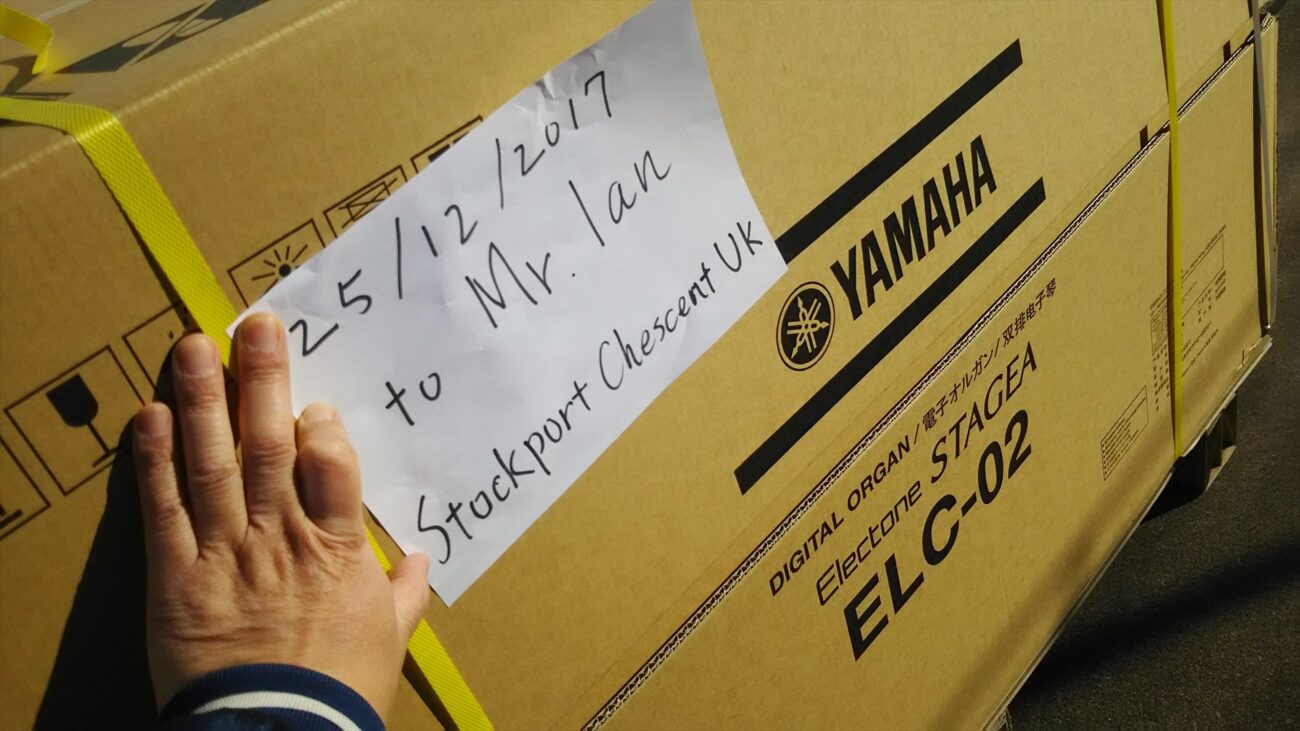 25/12/2017
to Mr. Ian
Stockport Chescent UK
YAMAHA
DIGITAL ORGAN/電子オルガン/双排电子琴
Electone STAGEA
ELC-02